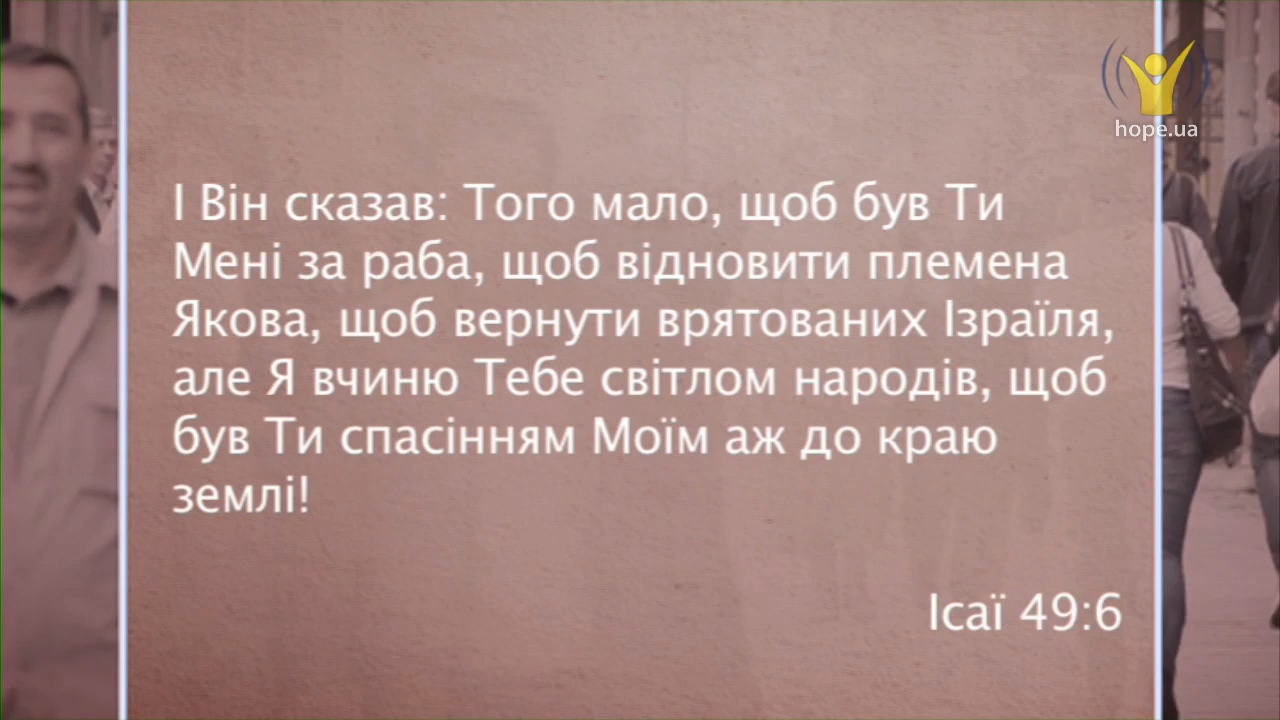 hope.ua
І Він сказав: Того мало, щоб був Ти
Мені за раба, щоб відновити племена
Якова, щоб вернути врятованих Ізраїля,
але Я вчиню Тебе світлом народів, щоб
був Ти спасінням Моїм аж до краю
землі!
Ісаї 49:6